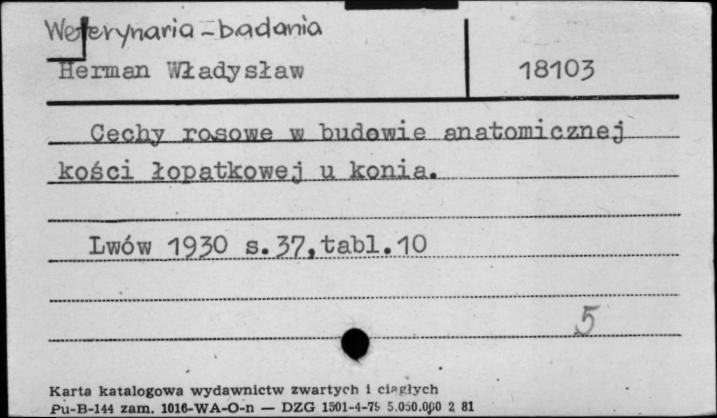 Weterynaria - badania
Herman Władysław 18103
Cechy rosowe w budowie anatomicznej
kości łopatkowej u konia.
Lwów 1930 s.37,tabl.10
5
Karta katalogowa wydawnictw zwartych i ciągłych
Pu-B-144 zam. 1016-WA-O-n — DZG 1501-4-79 5.050.000 2 81